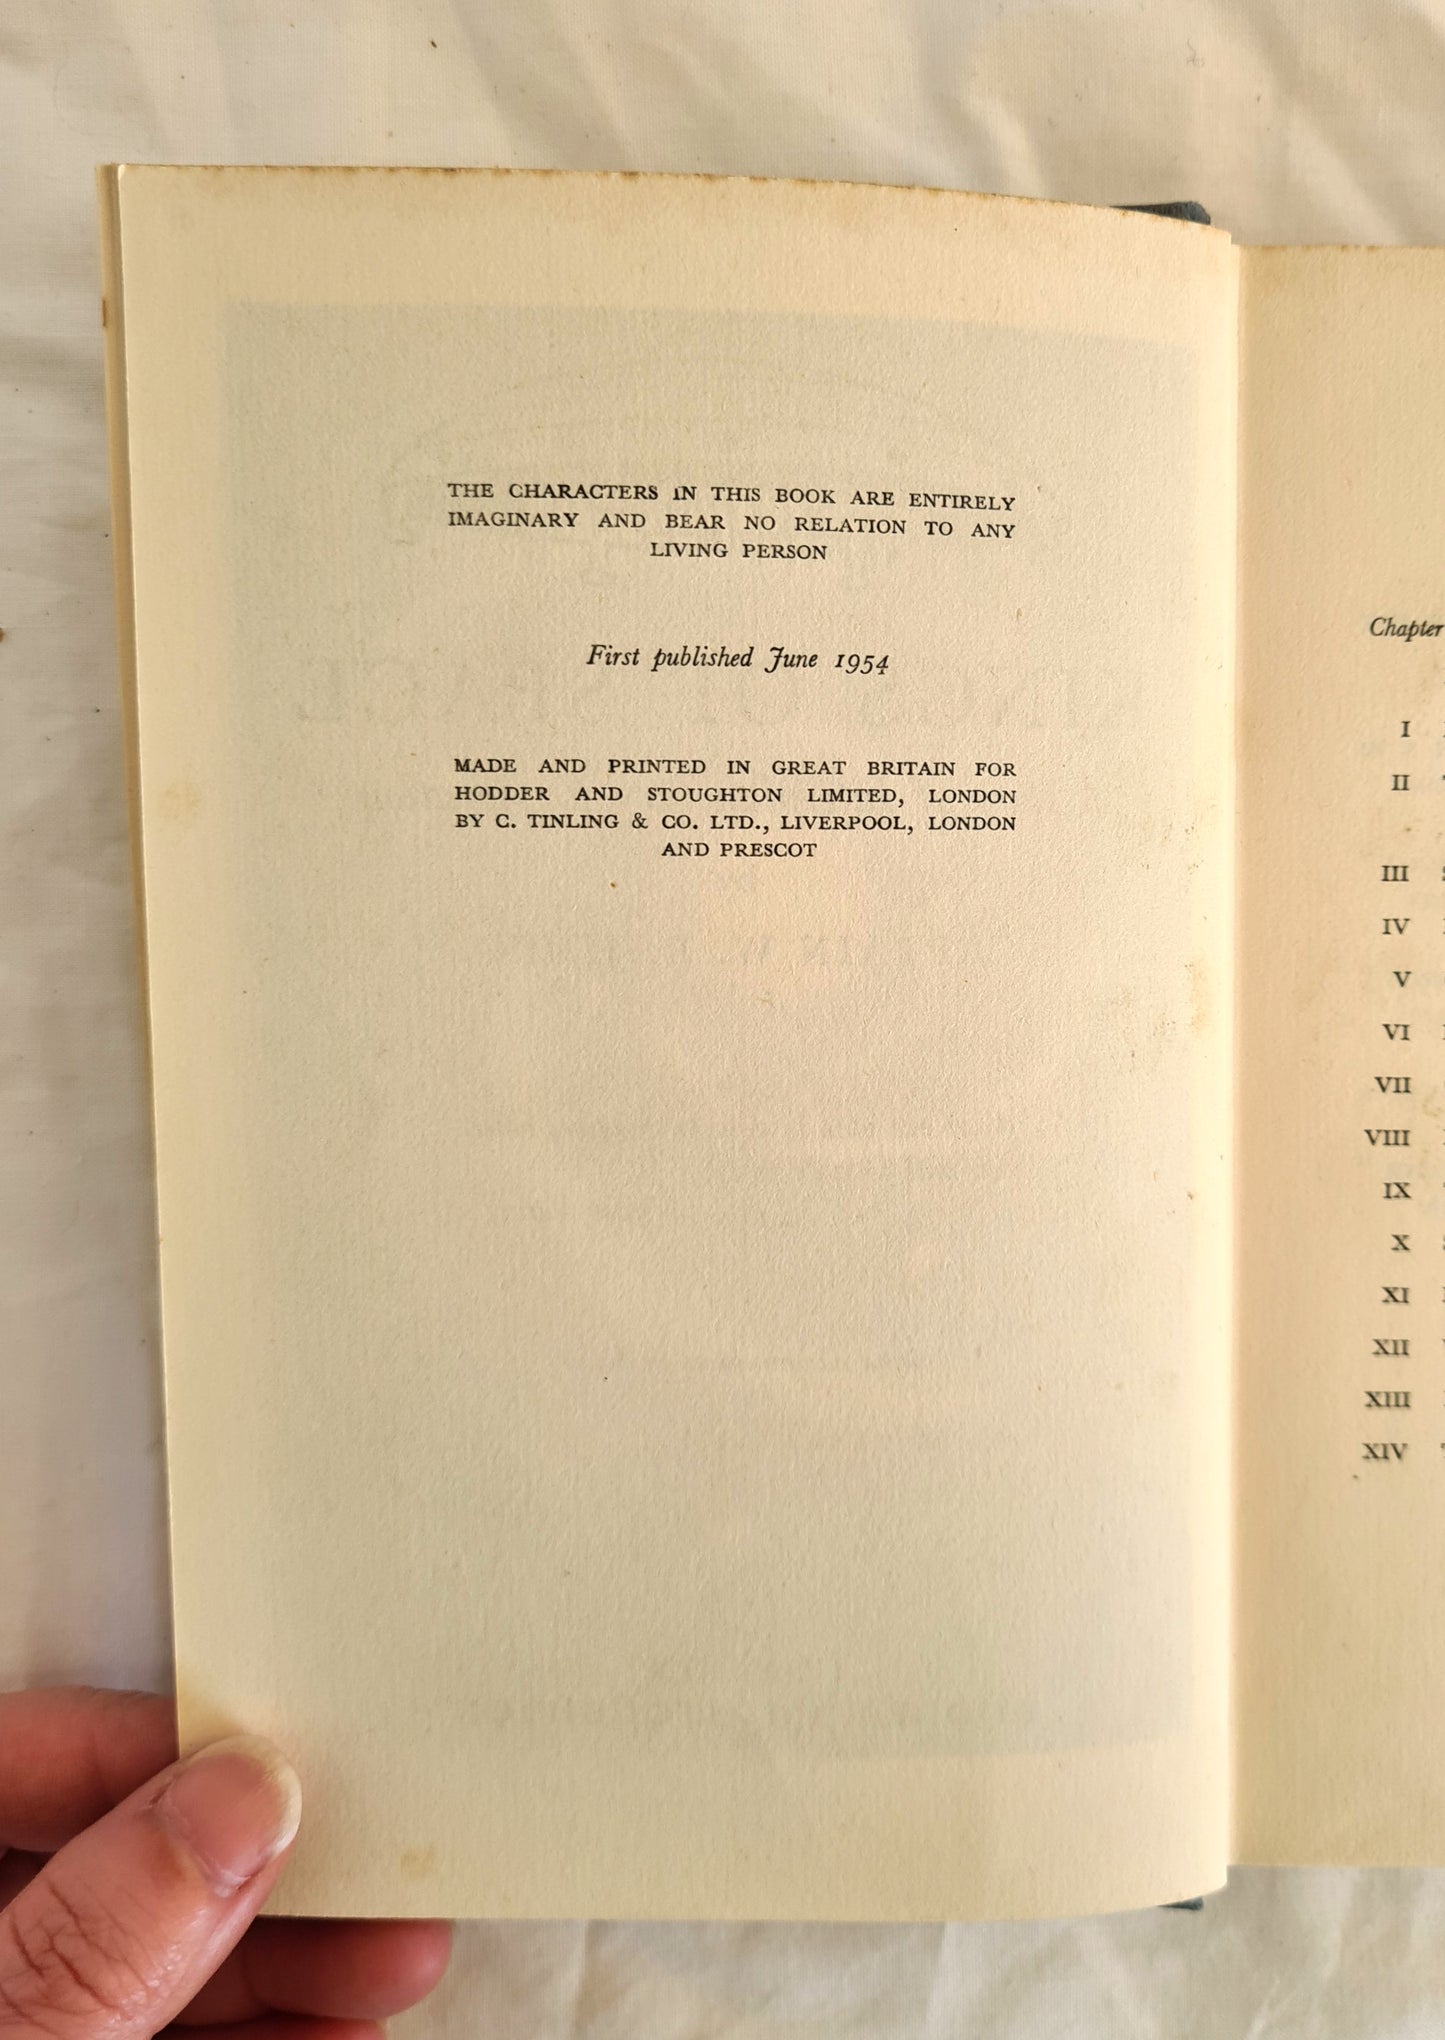 THE CHARACTERS IN THIS BOOK ARE ENTIRELY
IMAGINARY AND BEAR NO RELATION TO ANY
LIVING PERSON
First published June 1954
MADE AND PRINTED IN GREAT BRITAIN FOR
HODDER AND STOUGHTON LIMITED, LONDON
BY C. TINLING & CO. LTD., LIVERPOOL, LONDON
AND PRESCOT
Chapter
I
II
III
IV
V
VI
VII
VIII
IX
X
XI
XII
XIII
XIV